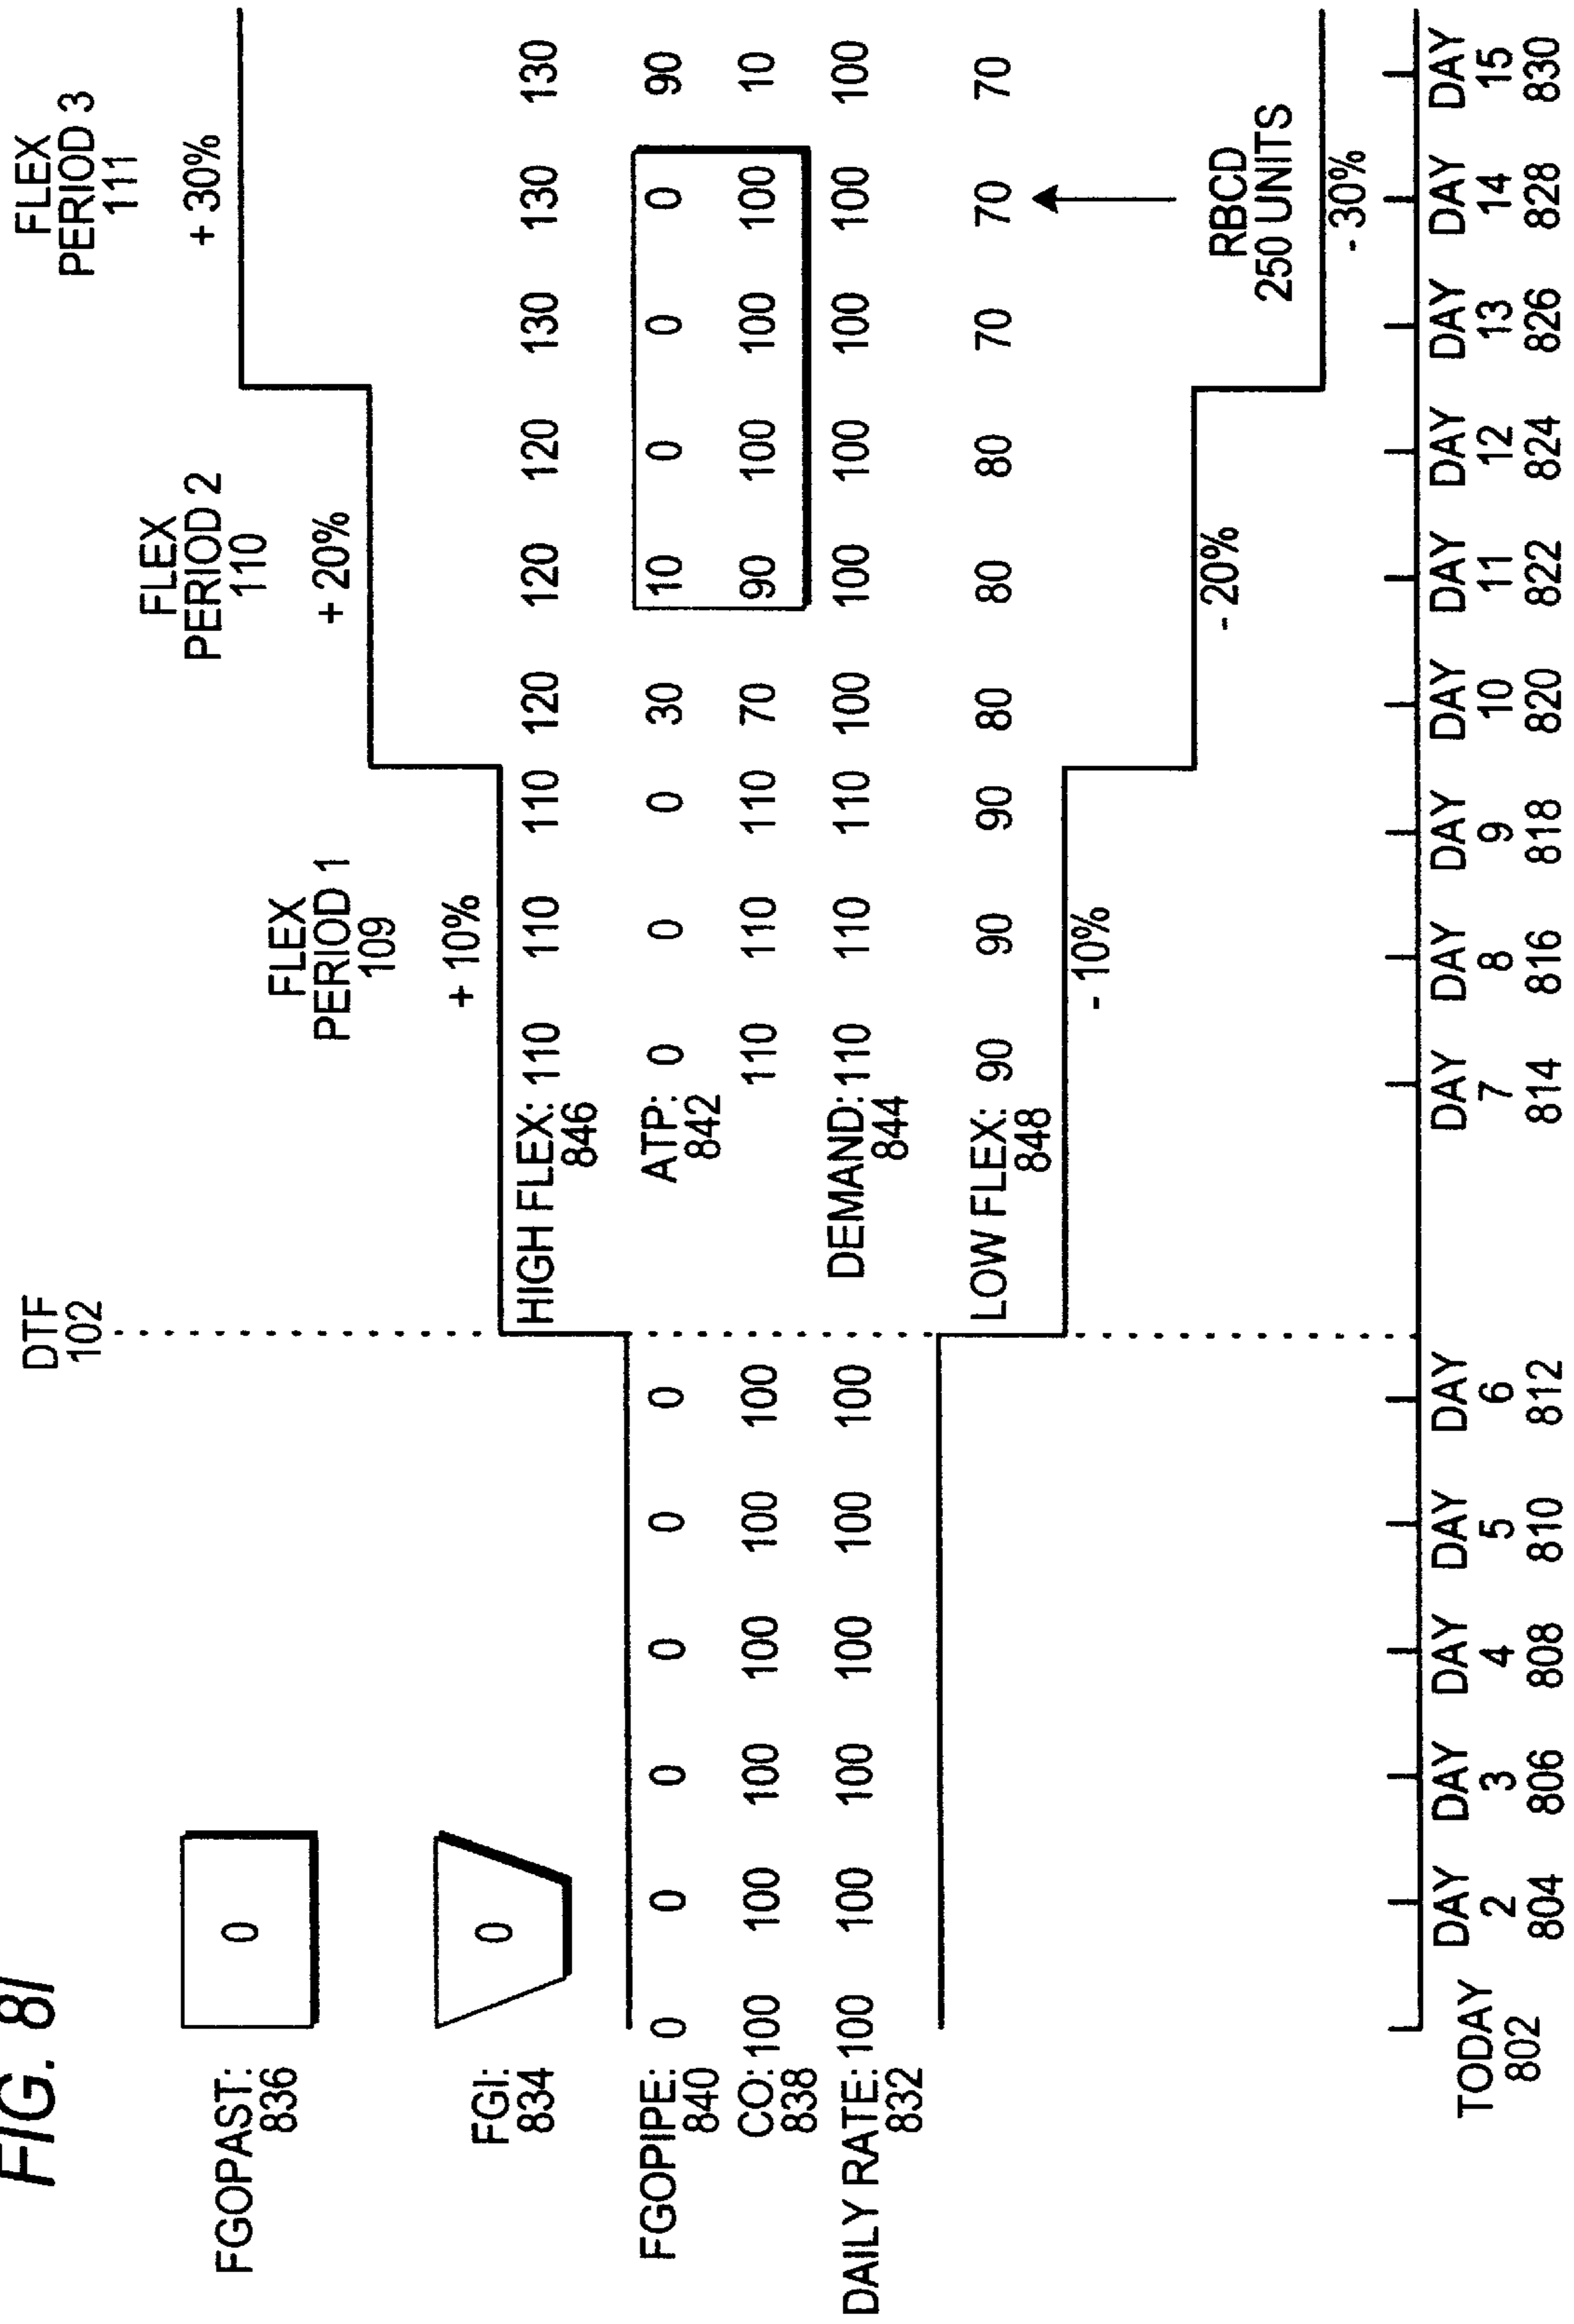 FIG. 8I
DTF
102
FLEX
PERIOD 3
111
+ 30%
FLEX
PERIOD 2
110
+ 20%
FLEX
PERIOD 1
109
+ 10%
FGOPAST:
836
0
FGI:
834
0
HIGH FLEX: 110 110 110 120 120 120 130 130 130
846
FGOPIPE: 0 0 0 0 0 0
840
ATP: 0 0 0 30 10 0 0 0 90
842
CO: 100 100 100 100 100 100 110 110 110 70 90 100 100 100 10
838
DAILY RATE: 100 100 100 100 100 100
832
DEMAND: 110 110 110 100 100 100 100 100 100
844
LOW FLEX: 90 90 90 80 80 80 70 70 70
848
- 10%
- 20%
RBCD
250 UNITS
- 30%
TODAY
802
DAY
2
804
DAY
3
806
DAY
4
808
DAY
5
810
DAY
6
812
DAY
7
814
DAY
8
816
DAY
9
818
DAY
10
820
DAY
11
822
DAY
12
824
DAY
13
826
DAY
14
828
DAY
15
830